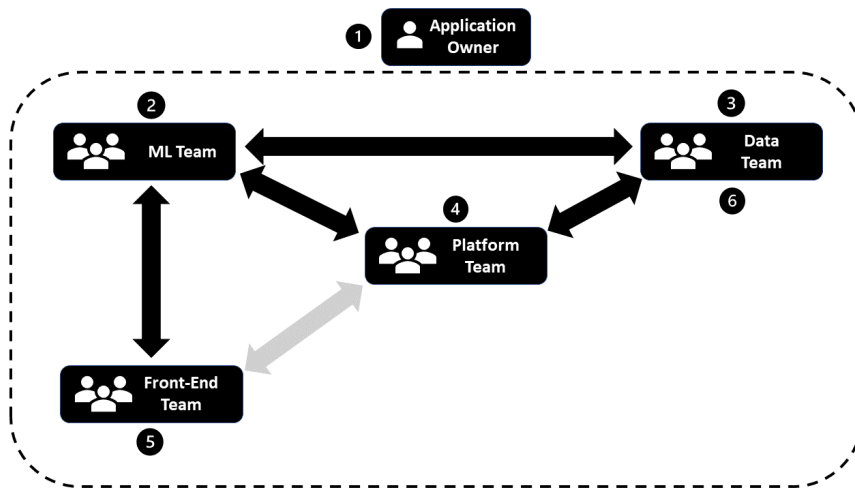 1
Application
Owner
2
3
ML Team
Data
Team
4
6
Platform
Team
Front-End
Team
5